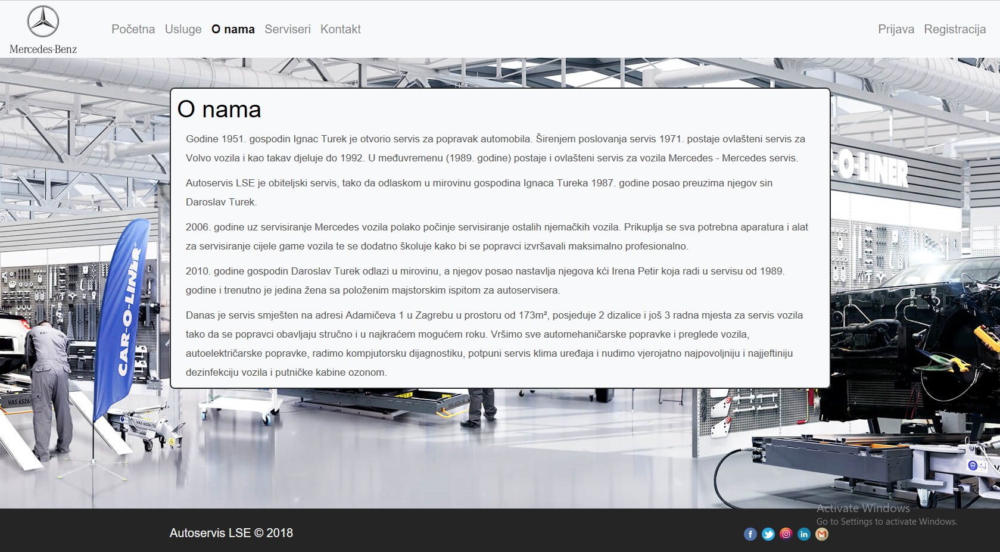 Mercedes-Benz
Početna Usluge O nama Serviseri Kontakt
Prijava Registracija
O nama
Godine 1951. gospodin Ignac Turek je otvorio servis za popravak automobila. Širenjem poslovanja servis 1971. postaje ovlašteni servis za
Volvo vozila i kao takav djeluje do 1992. U međuvremenu (1989. godine) postaje i ovlašteni servis za vozila Mercedes - Mercedes servis.
Autoservis LSE je obiteljski servis, tako da odlaskom u mirovinu gospodina Ignaca Tureka 1987. godine posao preuzima njegov sin
Daroslav Turek.
2006. godine uz servisiranje Mercedes vozila polako počinje servisiranje ostalih njemačkih vozila. Prikuplja se sva potrebna aparatura i alat
za servisiranje cijele game vozila te se dodatno školuje kako bi se popravci izvršavali maksimalno profesionalno.
2010. godine gospodin Daroslav Turek odlazi u mirovinu, a njegov posao nastavlja njegova kći Irena Petir koja radi u servisu od 1989.
godine i trenutno je jedina žena sa položenim majstorskim ispitom za autoservisera.
Danas je servis smješten na adresi Adamičeva 1 u Zagrebu u prostoru od 173m², posjeduje 2 dizalice i još 3 radna mjesta za servis vozila
tako da se popravci obavljaju stručno i u najkraćem mogućem roku. Vršimo sve automehaničarske popravke i preglede vozila,
autoelektričarske popravke, radimo kompjutorsku dijagnostiku, potpuni servis klima uređaja i nudimo vjerojatno najpovoljniju i najjeftiniju
dezinfekciju vozila i putničke kabine ozonom.
-O-LINER
CAR-O-LINER
VAS 6526/
VAS 6526/75
Activate Windows
Go to Settings to activate Windows.
Autoservis LSE © 2018